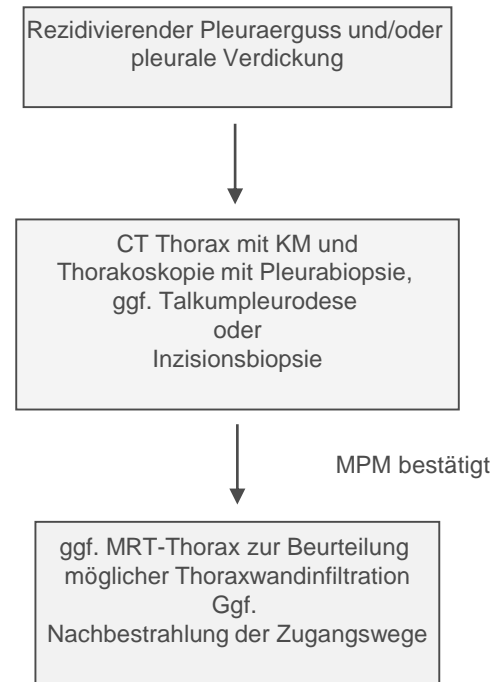 Rezidivierender Pleuraerguss und/oder
pleurale Verdickung
CT Thorax mit KM und
Thorakoskopie mit Pleurabiopsie,
ggf. Talkumpleurodese
oder
Inzisionsbiopsie
MPM bestätigt
ggf. MRT-Thorax zur Beurteilung
möglicher Thoraxwandinfiltration
Ggf.
Nachbestrahlung der Zugangswege